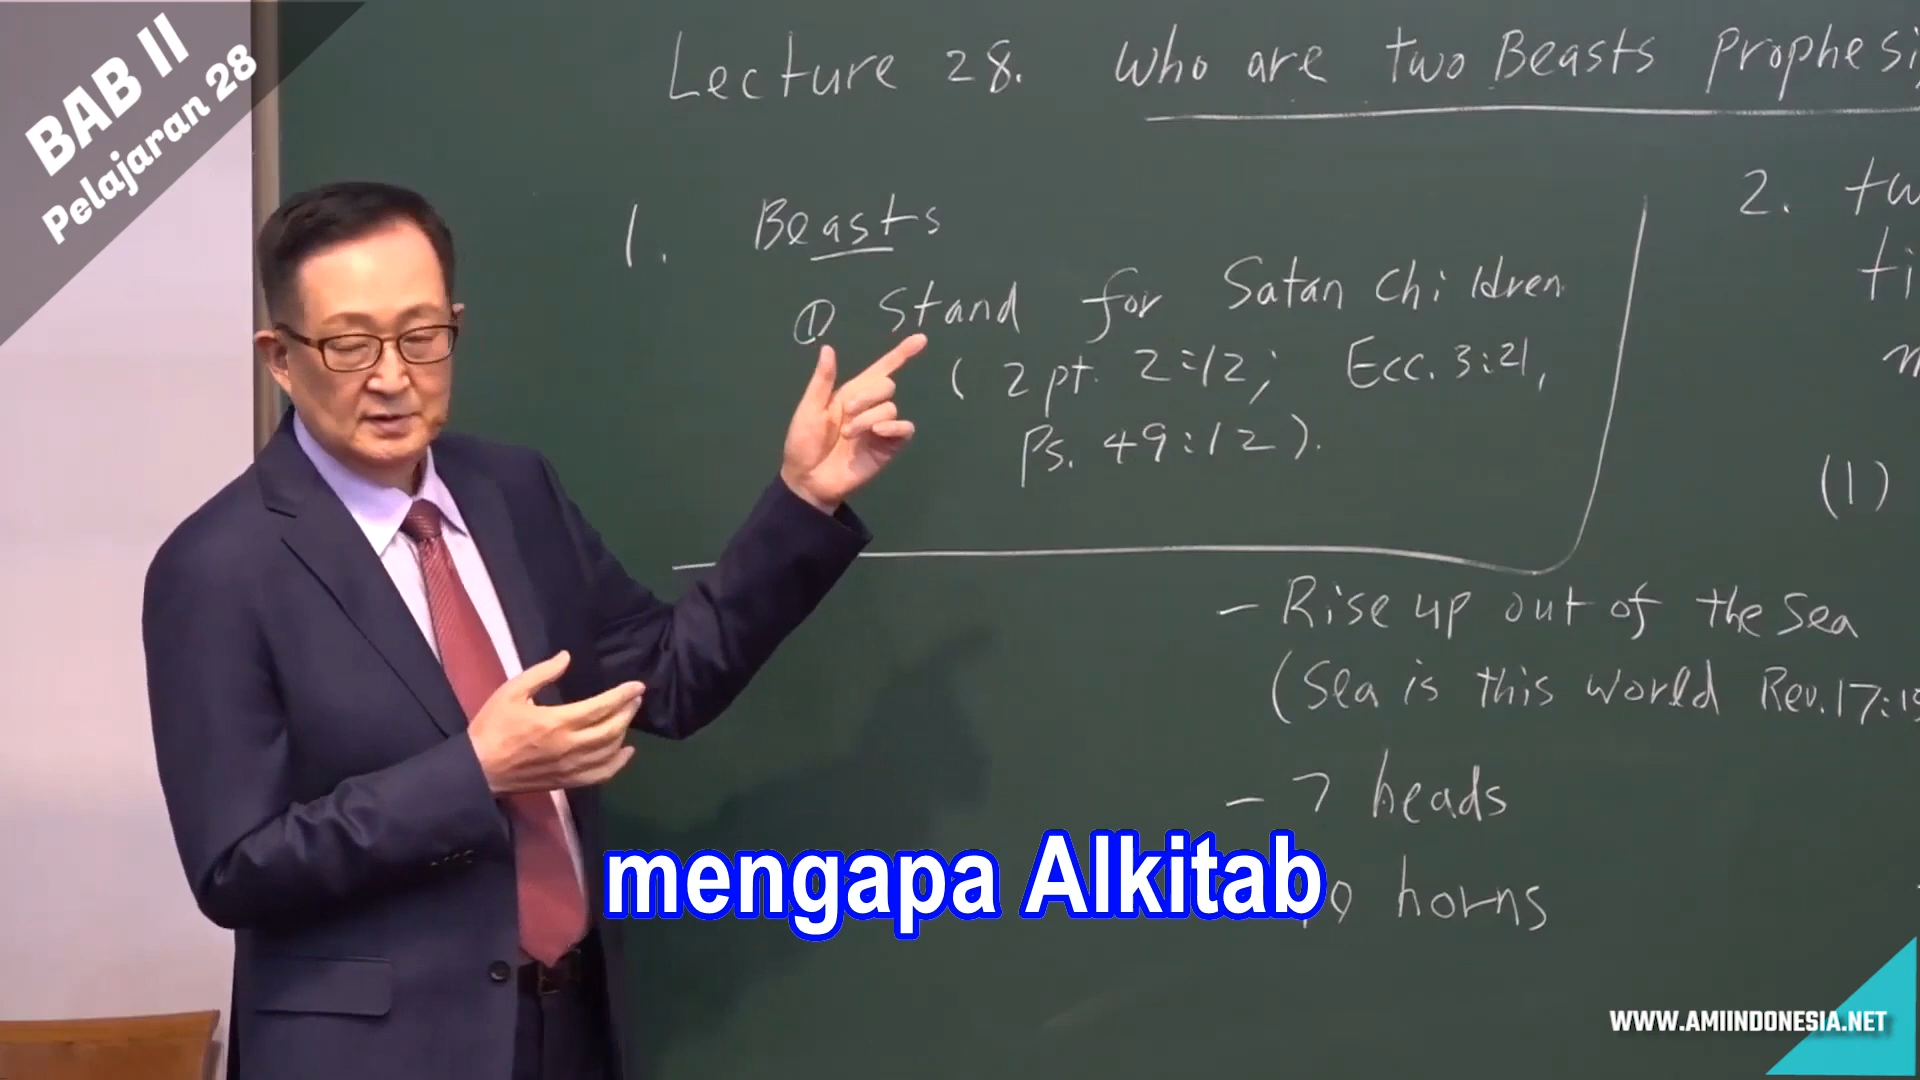 BAB II
Pelajaran 28
Lecture 28. Who are two Beasts
1. Beasts
① Stand for Satan children
(2 pt. 2:12; Ecc. 3:21,
Ps. 49:12).
2.
(1)
- Rise up out of the sea
(Sea is this world Rev. 17:
- 7 heads
horns
mengapa Alkitab
WWW.AMIINDONESIA.NET